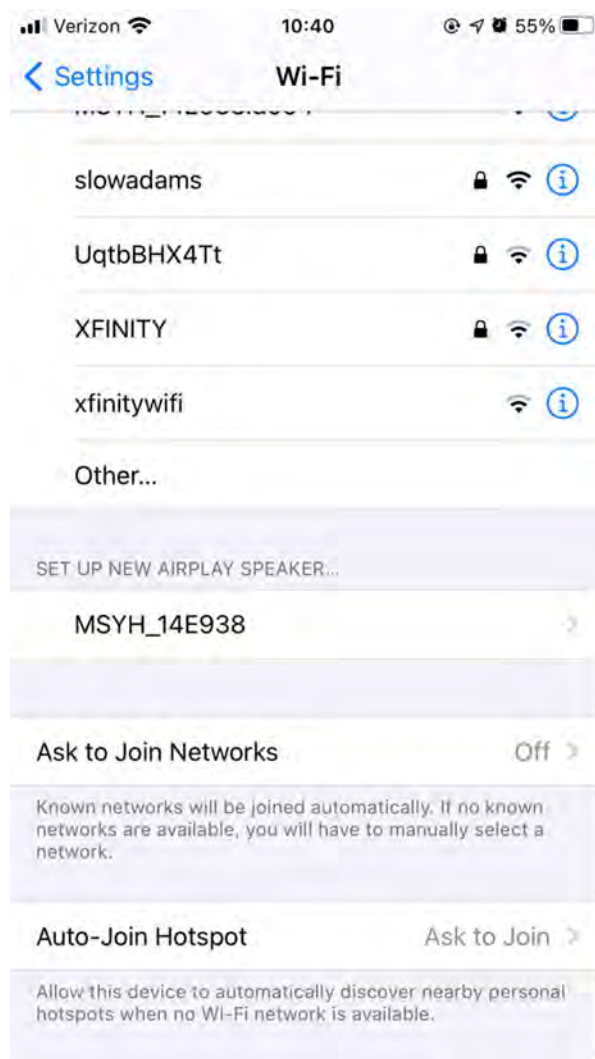 Verizon 10:40 55%
Settings Wi-Fi
slowadams
UqtbBHX4Tt
XFINITY
xfinitywifi
Other...
SET UP NEW AIRPLAY SPEAKER...
MSYH_14E938
Ask to Join Networks Off
Known networks will be joined automatically. If no known
networks are available, you will have to manually select a
network.
Auto-Join Hotspot Ask to Join
Allow this device to automatically discover nearby personal
hotspots when no Wi-Fi network is available.